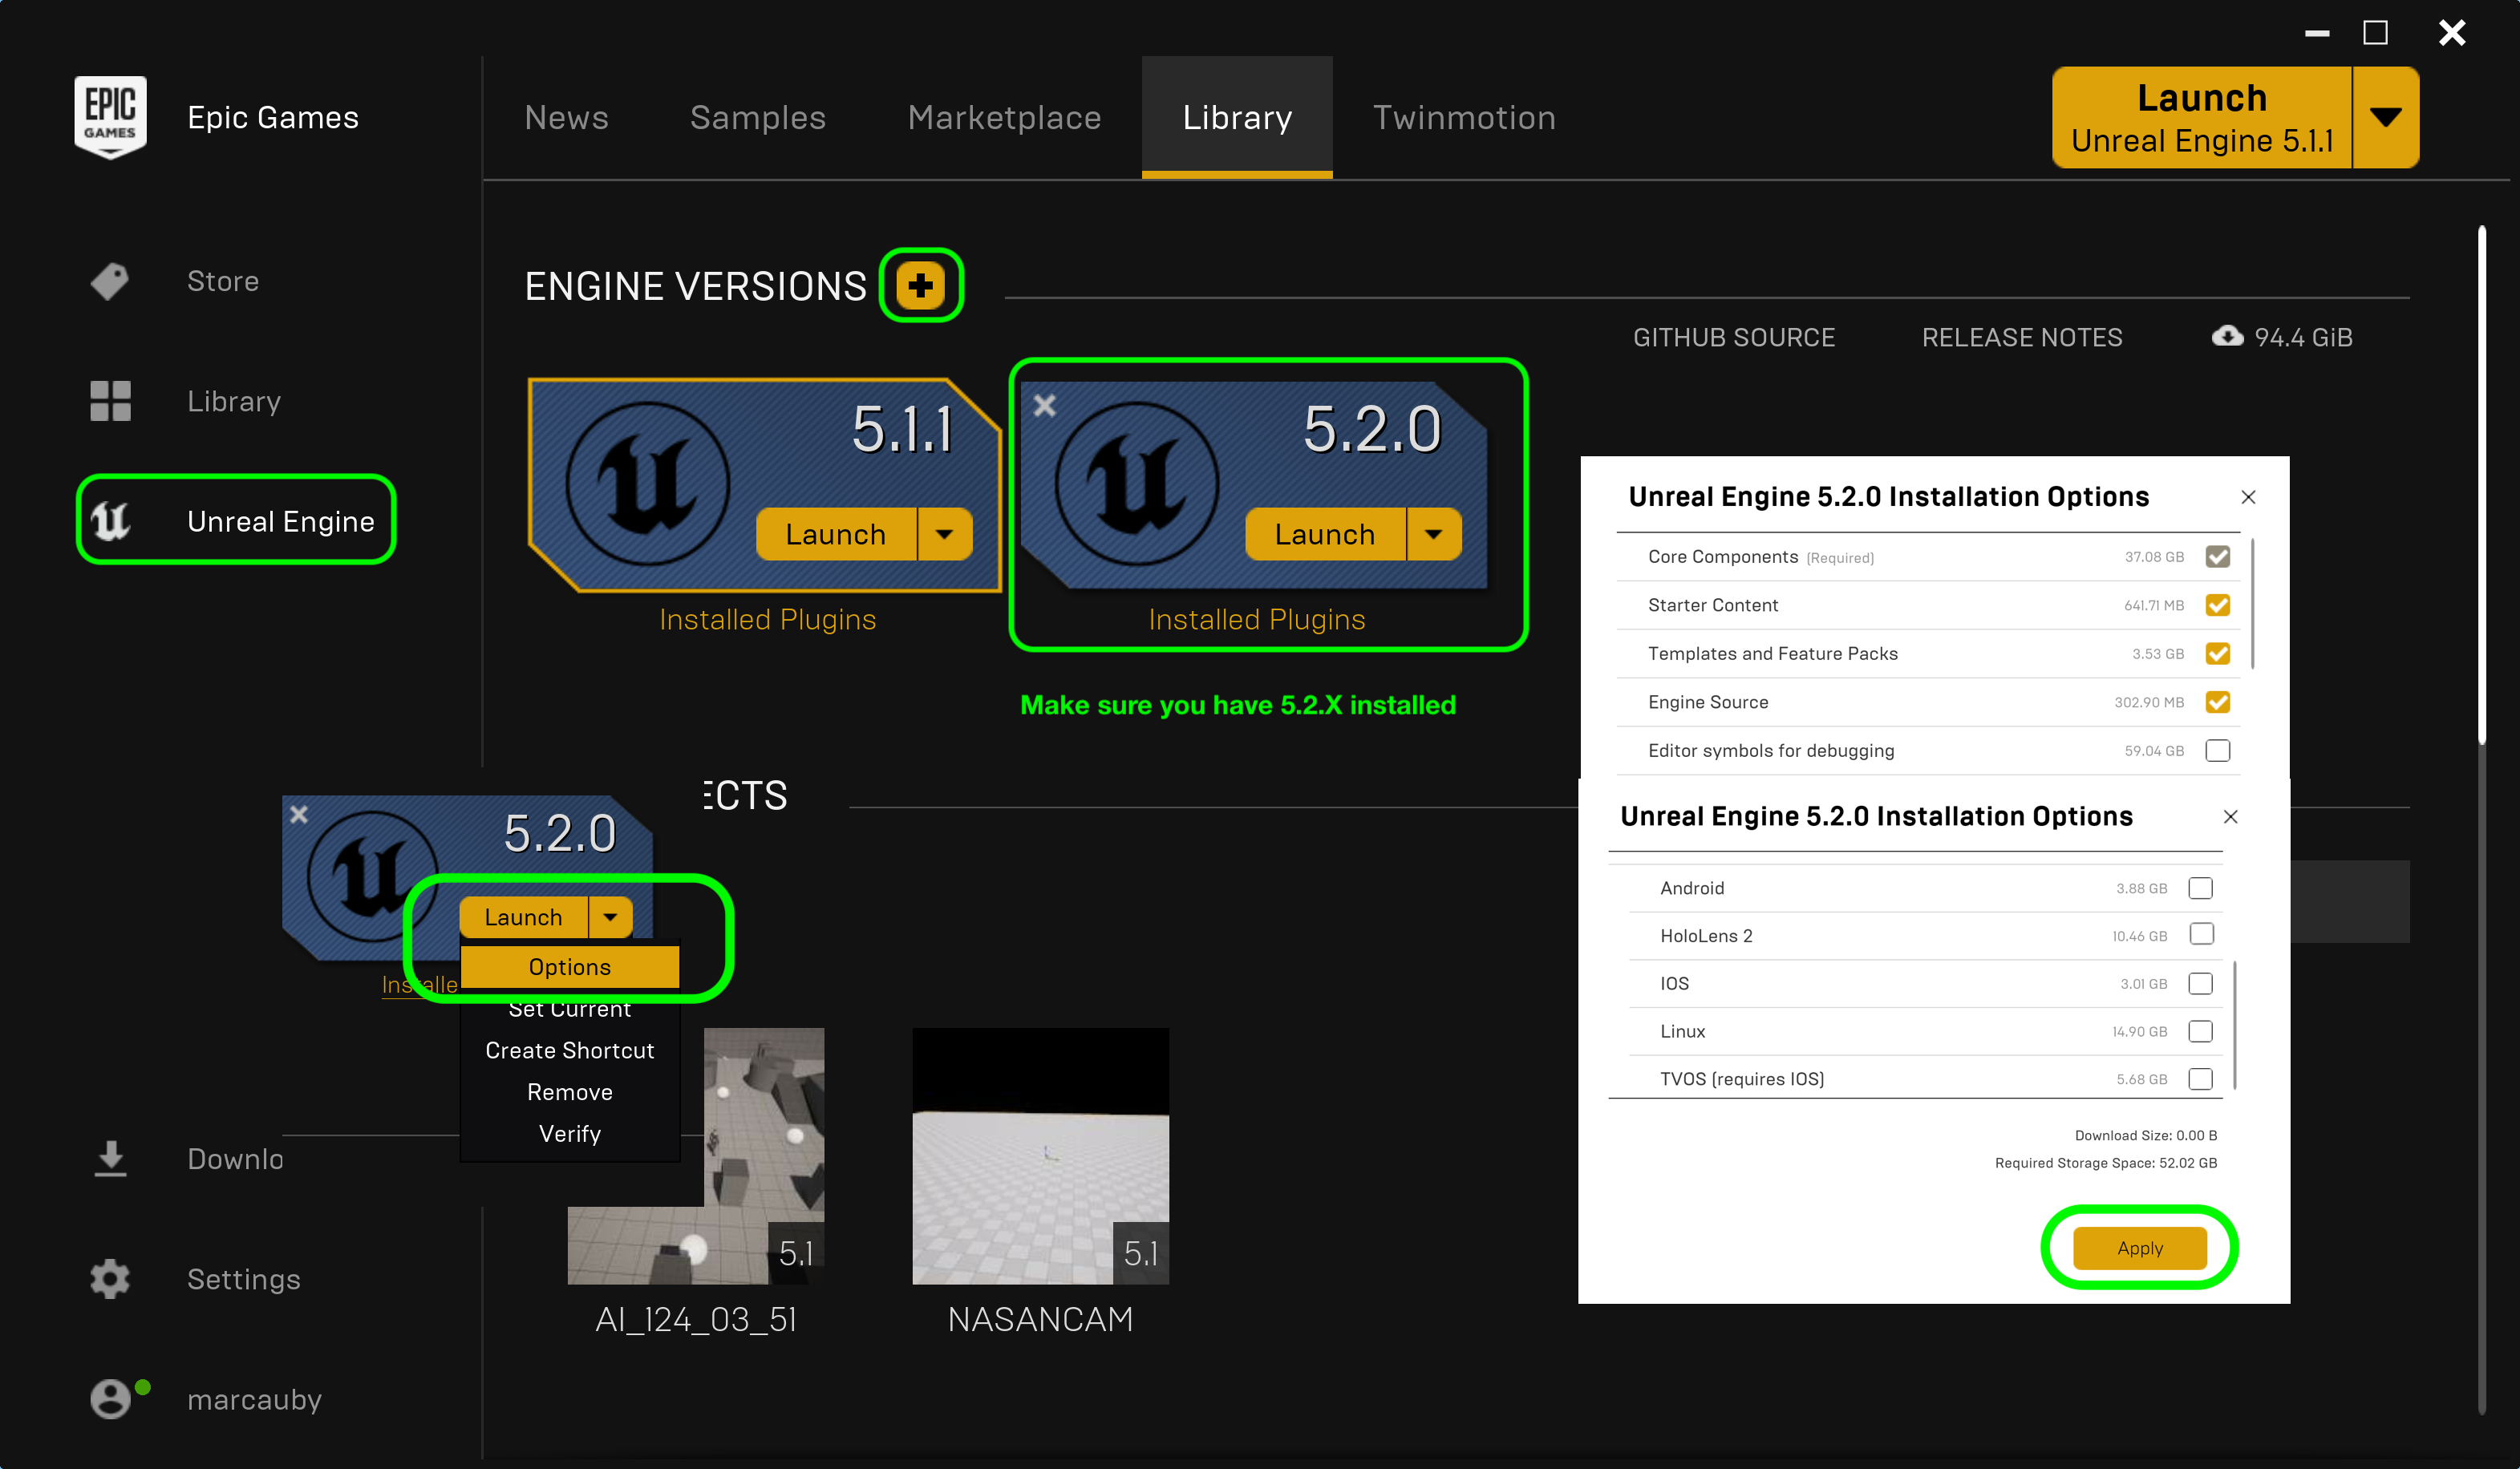 EPIC
GAMES
Epic Games
News
Samples
Marketplace
Library
Twinmotion
Launch
Unreal Engine 5.1.1
Store
Library
Unreal Engine
ENGINE VERSIONS
GITHUB SOURCE
RELEASE NOTES
94.4 GiB
5.1.1
Launch
Installed Plugins
5.2.0
Launch
Installed Plugins
Make sure you have 5.2.X installed
Unreal Engine 5.2.0 Installation Options
Core Components (Required) 37.08 GB
Starter Content 641.71 MB
Templates and Feature Packs 3.53 GB
Engine Source 302.90 MB
Editor symbols for debugging 59.04 GB
Unreal Engine 5.2.0 Installation Options
Android 3.88 GB
HoloLens 2 10.46 GB
IOS 3.01 GB
Linux 14.90 GB
TVOS (requires IOS) 5.68 GB
Download Size: 0.00 B
Required Storage Space: 52.02 GB
Apply
ECTS
5.2.0
Launch
Installe
Options
Set Current
Create Shortcut
Remove
Verify
5.1
AI_124_03_51
5.1
NASANCAM
Downlo
Settings
marcauby